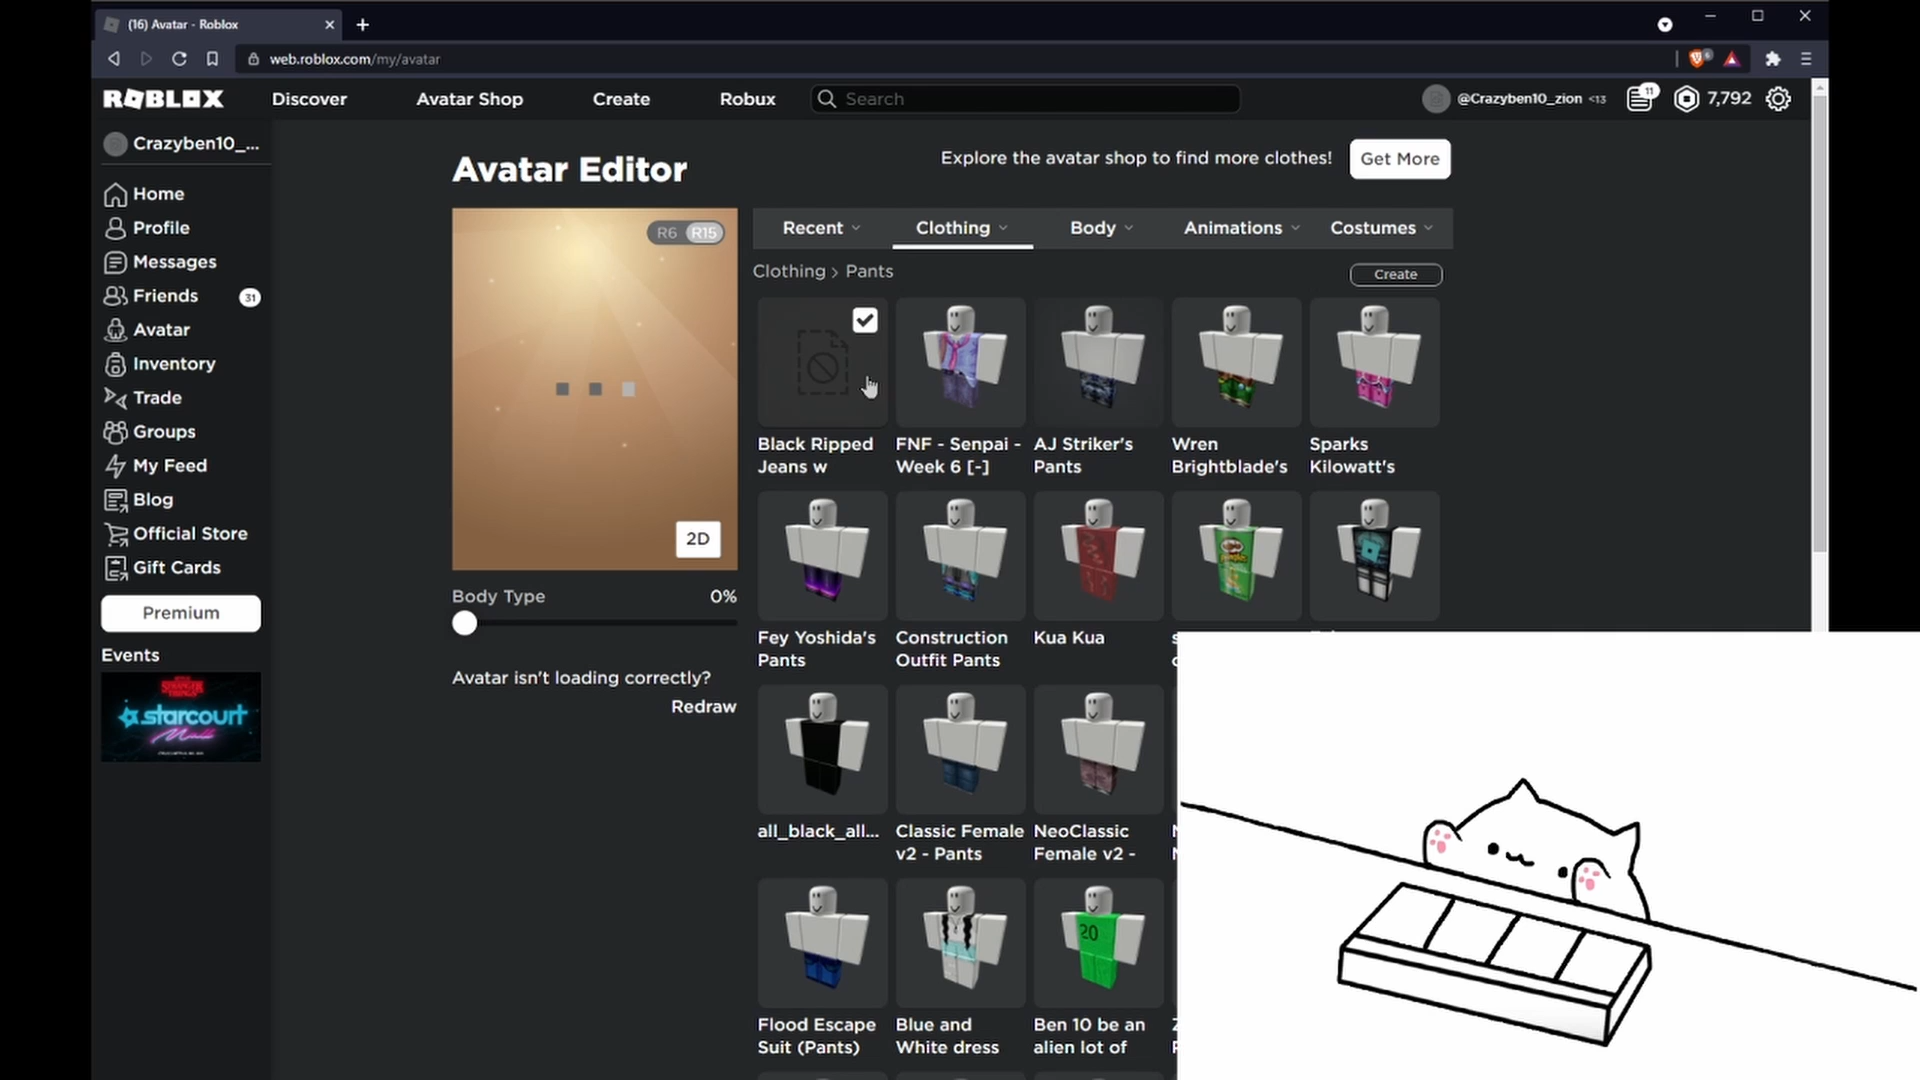 (16) Avatar - Roblox
web.roblox.com/my/avatar
ROBLOX
Discover
Avatar Shop
Create
Robux
Search
@Crazyben10_zion <13
11
7,792
Crazyben10_...
Home
Profile
Messages
Friends
31
Avatar
Inventory
Trade
Groups
My Feed
Blog
Official Store
Gift Cards
Premium
Events
STRANGER THINGS
starcourt
Mall
Avatar Editor
Explore the avatar shop to find more clothes!
Get More
R6
R15
2D
Body Type
0%
Avatar isn't loading correctly?
Redraw
Recent
Clothing
Body
Animations
Costumes
Clothing > Pants
Create
Black Ripped
Jeans w
FNF - Senpai -
Week 6 [-]
AJ Striker's
Pants
Wren
Brightblade's
Sparks
Kilowatt's
Fey Yoshida's
Pants
Construction
Outfit Pants
Kua Kua
all_black_all...
Classic Female
v2 - Pants
NeoClassic
Female v2 -
20
Flood Escape
Suit (Pants)
Blue and
White dress
Ben 10 be an
alien lot of